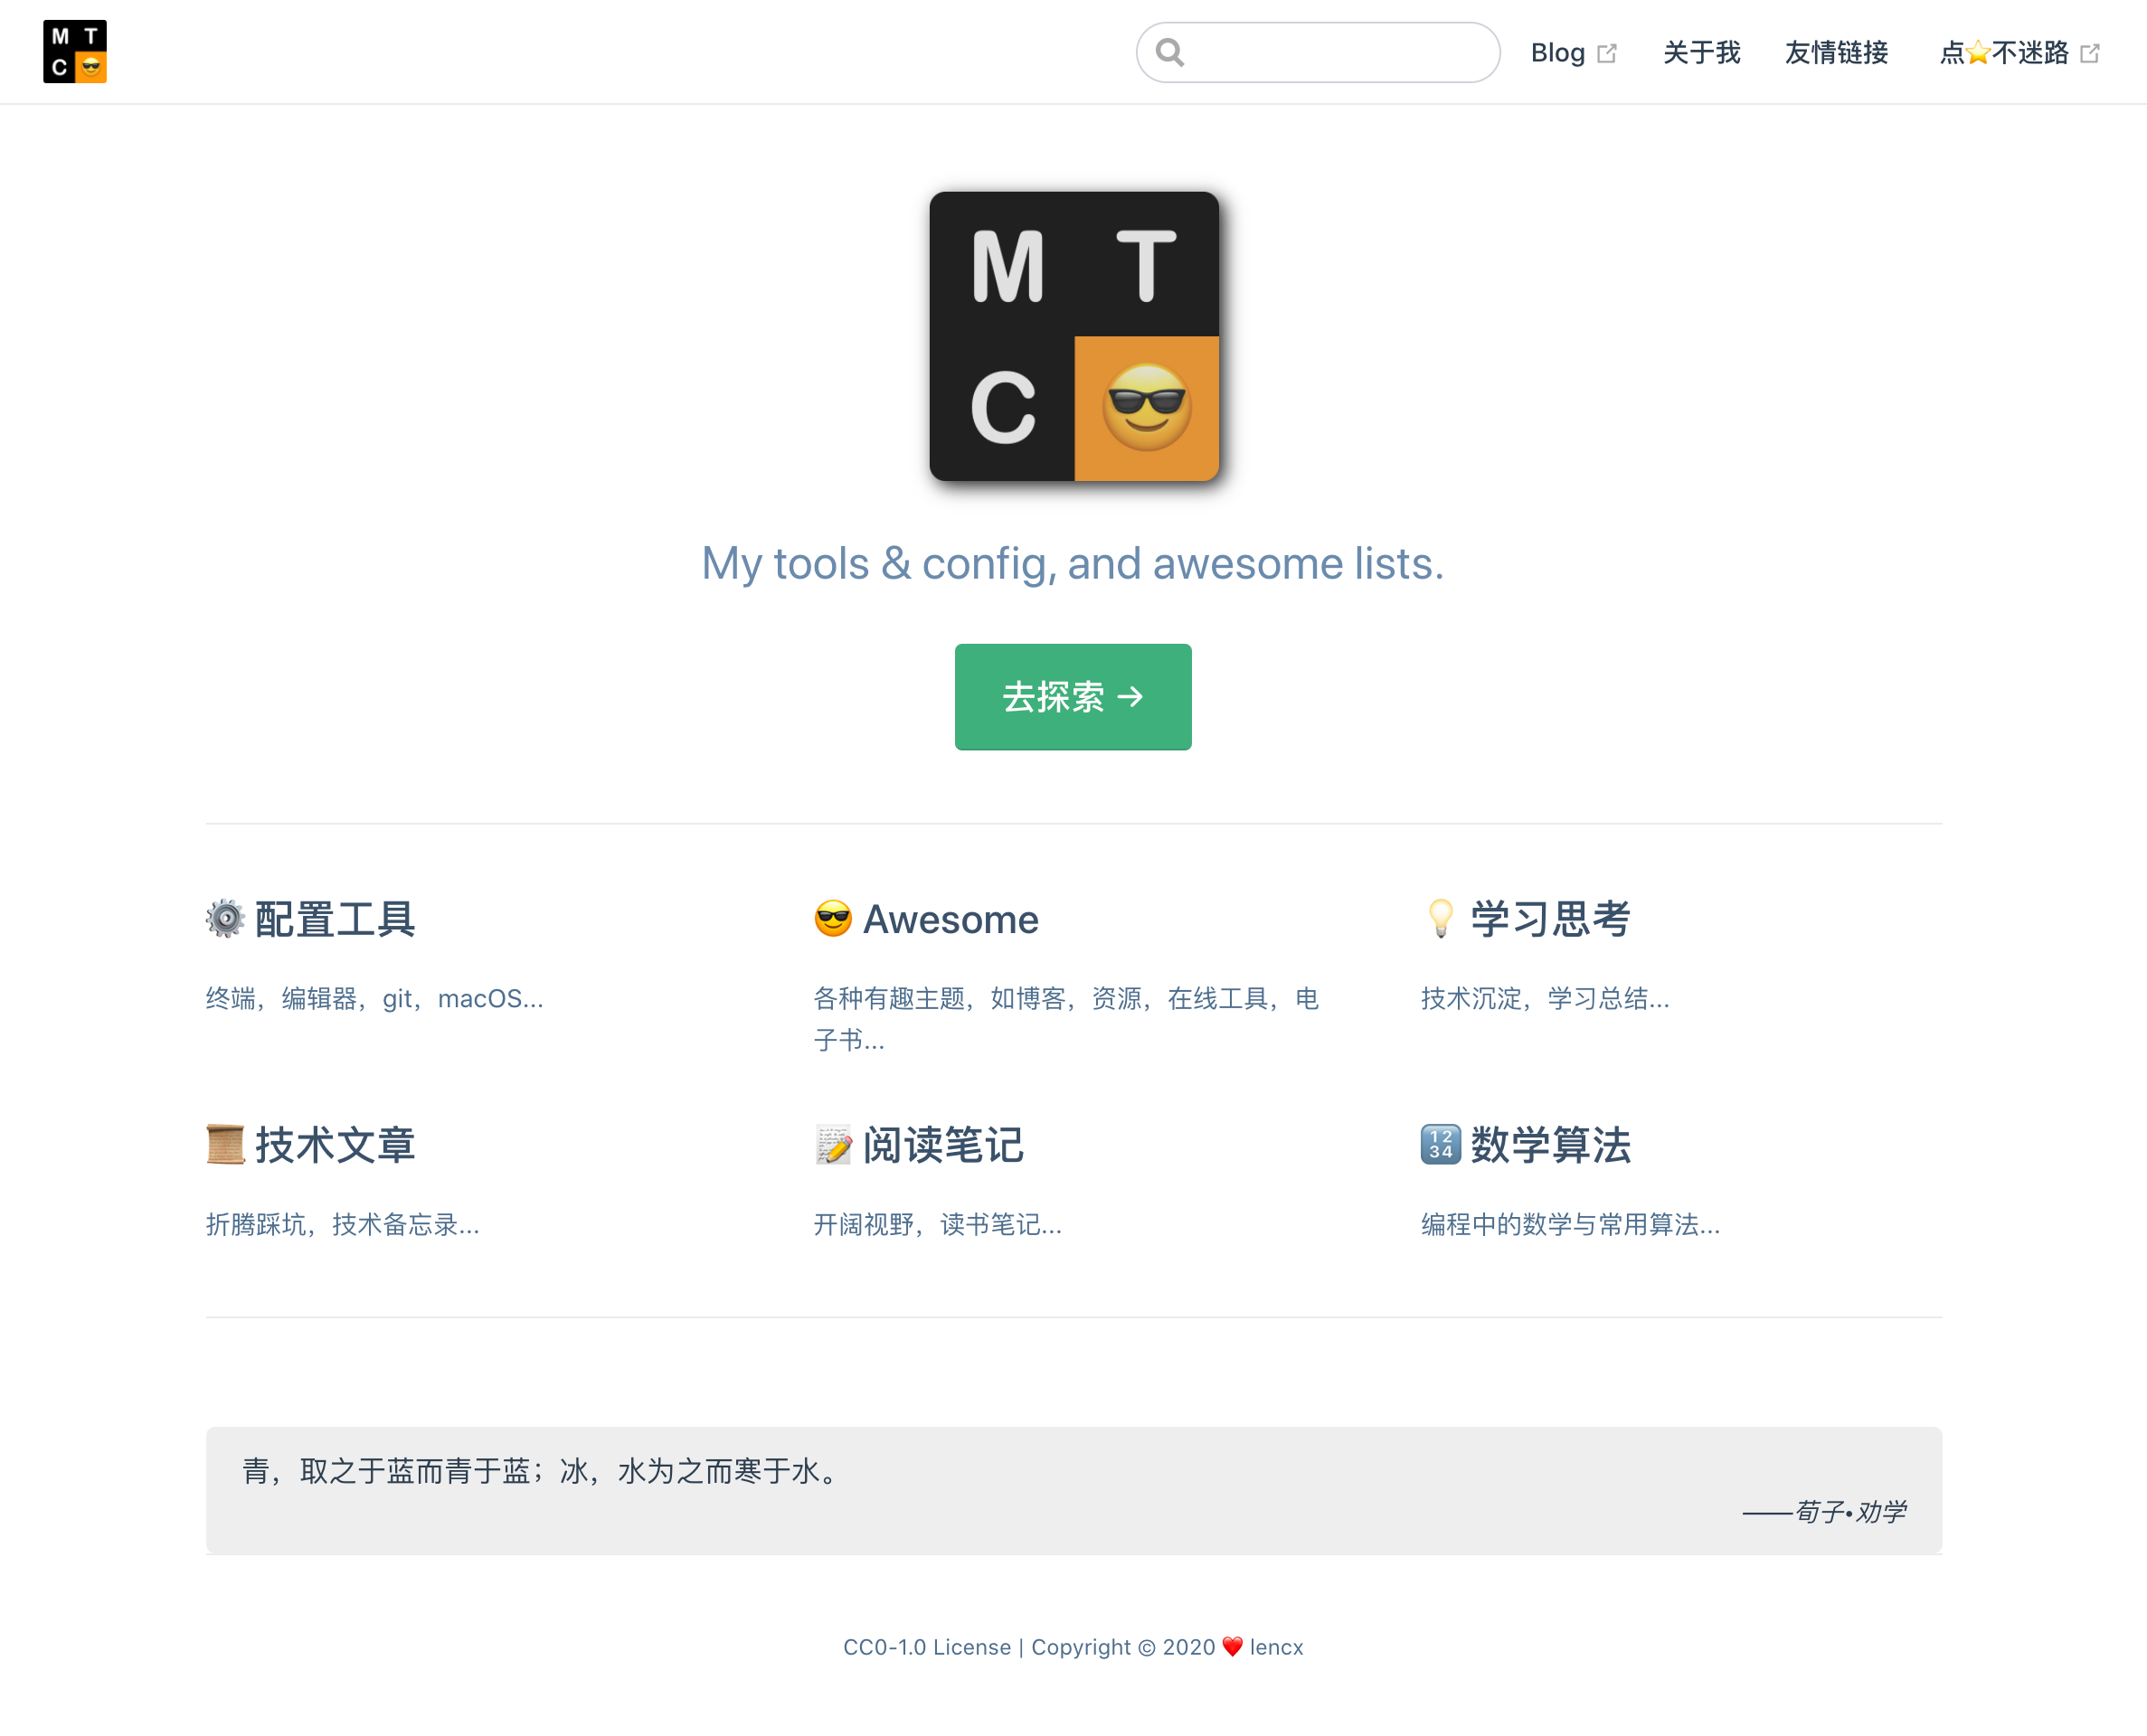 M T
C
Blog 关于我 友情链接 点⭐不迷路
M T
C
My tools & config, and awesome lists.
去探索 →
⚙️ 配置工具
终端，编辑器，git，macOS...
😎 Awesome
各种有趣主题，如博客，资源，在线工具，电
子书...
💡 学习思考
技术沉淀，学习总结...
📜 技术文章
折腾踩坑，技术备忘录...
📝 阅读笔记
开阔视野，读书笔记...
🔢 数学算法
编程中的数学与常用算法...
青，取之于蓝而青于蓝；冰，水为之而寒于水。
——荀子•劝学
CC0-1.0 License | Copyright © 2020 ❤️ lencx